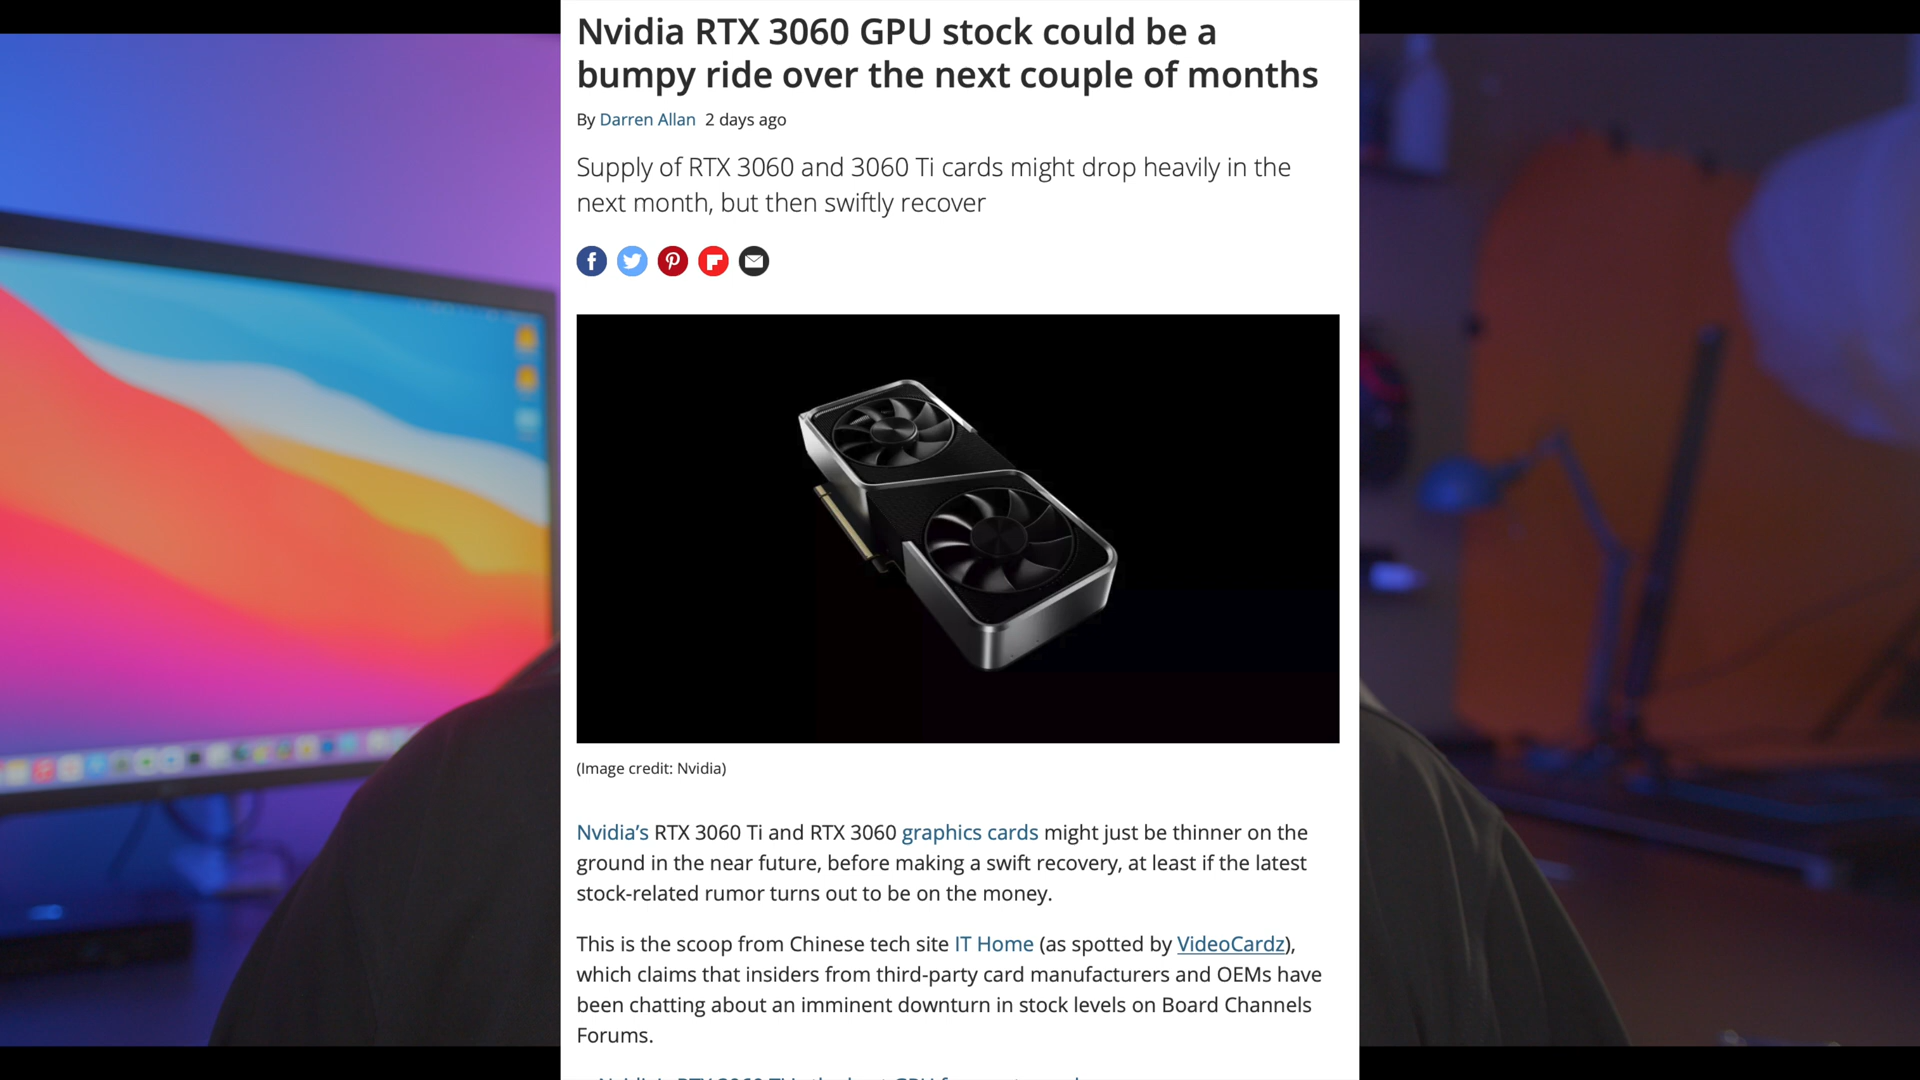 Nvidia RTX 3060 GPU stock could be a
bumpy ride over the next couple of months
By Darren Allan 2 days ago
Supply of RTX 3060 and 3060 Ti cards might drop heavily in the
next month, but then swiftly recover
(Image credit: Nvidia)
Nvidia’s RTX 3060 Ti and RTX 3060 graphics cards might just be thinner on the
ground in the near future, before making a swift recovery, at least if the latest
stock-related rumor turns out to be on the money.
This is the scoop from Chinese tech site IT Home (as spotted by VideoCardz),
which claims that insiders from third-party card manufacturers and OEMs have
been chatting about an imminent downturn in stock levels on Board Channels
Forums.